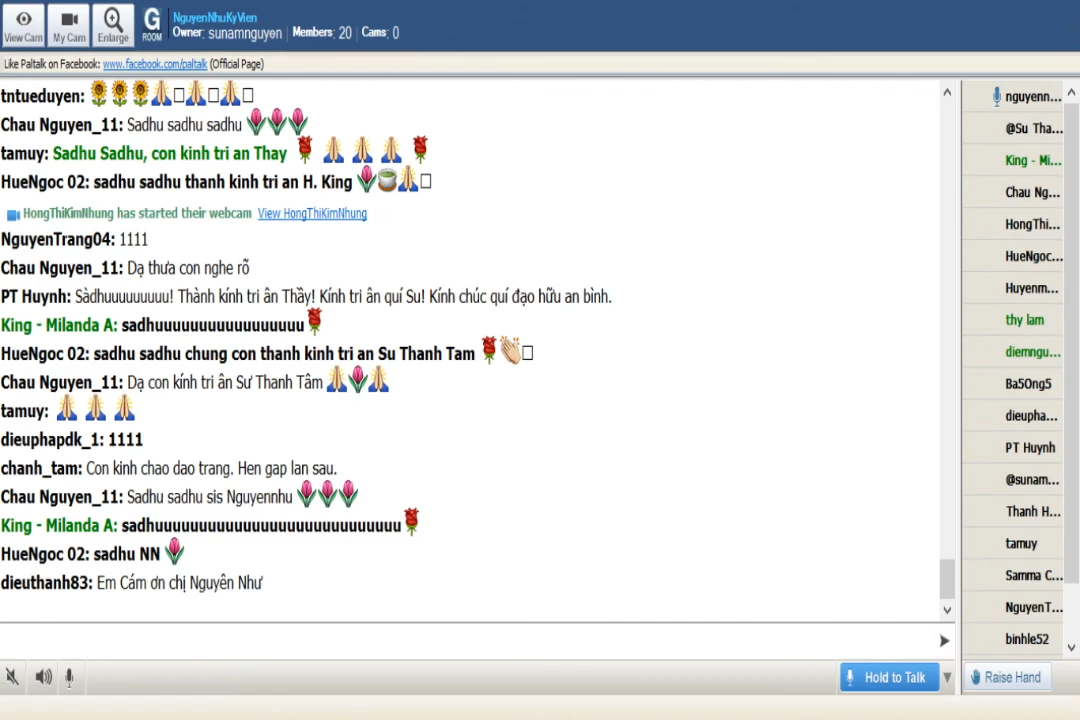 View Cam
My Cam
Enlarge
G
ROOM
NguyenNhuKyVien
Owner: sunamnguyen | Members: 20 | Cams: 0
Like Paltalk on Facebook: www.facebook.com/paltalk (Official Page)
tntueduyen: 🌻🌻🌻🙏□🙏□🙏□
Chau Nguyen_11: Sadhu sadhu sadhu 🌷🌷🌷
tamuy: Sadhu Sadhu, con kinh tri an Thay 🌹 🙏 🙏 🙏 🌹
HueNgoc 02: sadhu sadhu thanh kinh tri an H. King 🌷🍵🙏□
HongThiKimNhung has started their webcam View HongThiKimNhung
NguyenTrang04: 1111
Chau Nguyen_11: Dạ thưa con nghe rõ
PT Huynh: Sàdhuuuuuuuuu! Thành kính tri ân Thầy! Kính tri ân quí Su! Kính chúc quí đạo hữu an bình.
King - Milanda A: sadhuuuuuuuuuuuuuuuuu🌹
HueNgoc 02: sadhu sadhu chung con thanh kinh tri an Su Thanh Tam 🌹👏□
Chau Nguyen_11: Dạ con kính tri ân Sư Thanh Tâm 🙏🌷🙏
tamuy: 🙏 🙏 🙏
dieuphapdk_1: 1111
chanh_tam: Con kinh chao dao trang. Hen gap lan sau.
Chau Nguyen_11: Sadhu sadhu sis Nguyennhu 🌷🌷🌷
King - Milanda A: sadhuuuuuuuuuuuuuuuuuuuuuuuuuuuu🌹
HueNgoc 02: sadhu NN 🌷
dieuthanh83: Em Cám ơn chị Nguyên Như
nguyenn...
@Su Tha...
King - Mi...
Chau Ng...
HongThi...
HueNgoc...
Huyenm...
thy lam
diemngu...
Ba5Ong5
dieupha...
PT Huynh
@sunam...
Thanh H...
tamuy
Samma C...
NguyenT...
binhle52
Hold to Talk
Raise Hand